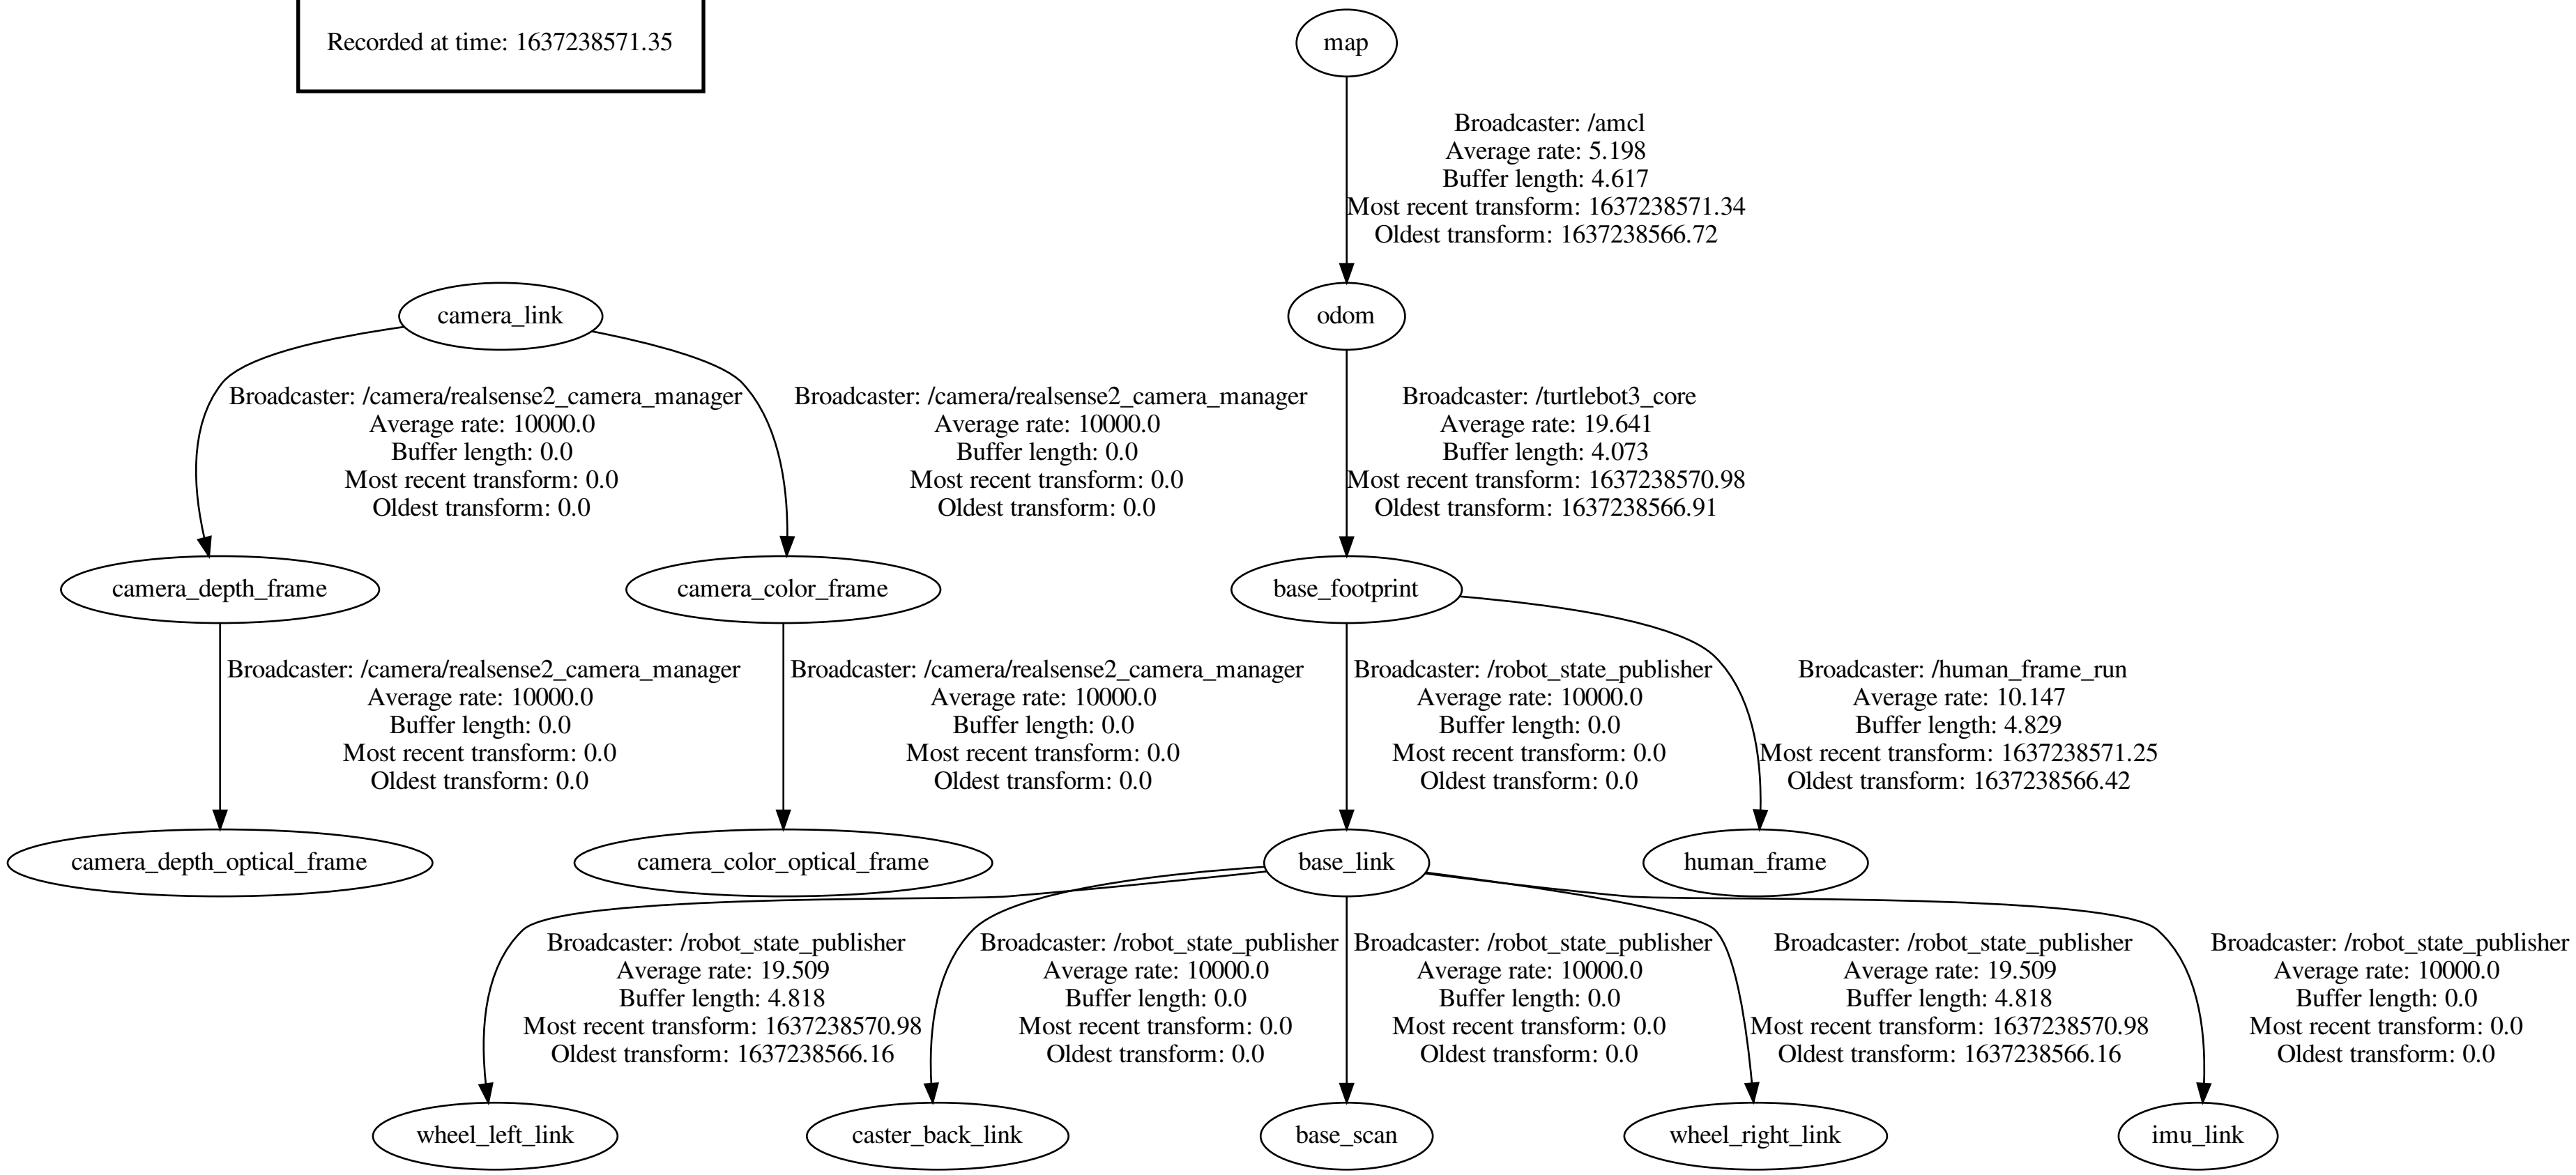 Recorded at time: 1637238571.35
map
Broadcaster: /amcl
Average rate: 5.198
Buffer length: 4.617
Most recent transform: 1637238571.34
Oldest transform: 1637238566.72
camera_link
odom
Broadcaster: /camera/realsense2_camera_manager
Average rate: 10000.0
Buffer length: 0.0
Most recent transform: 0.0
Oldest transform: 0.0
Broadcaster: /camera/realsense2_camera_manager
Average rate: 10000.0
Buffer length: 0.0
Most recent transform: 0.0
Oldest transform: 0.0
Broadcaster: /turtlebot3_core
Average rate: 19.641
Buffer length: 4.073
Most recent transform: 1637238570.98
Oldest transform: 1637238566.91
camera_depth_frame
camera_color_frame
base_footprint
Broadcaster: /camera/realsense2_camera_manager
Average rate: 10000.0
Buffer length: 0.0
Most recent transform: 0.0
Oldest transform: 0.0
Broadcaster: /camera/realsense2_camera_manager
Average rate: 10000.0
Buffer length: 0.0
Most recent transform: 0.0
Oldest transform: 0.0
Broadcaster: /robot_state_publisher
Average rate: 10000.0
Buffer length: 0.0
Most recent transform: 0.0
Oldest transform: 0.0
Broadcaster: /human_frame_run
Average rate: 10.147
Buffer length: 4.829
Most recent transform: 1637238571.25
Oldest transform: 1637238566.42
camera_depth_optical_frame
camera_color_optical_frame
base_link
human_frame
Broadcaster: /robot_state_publisher
Average rate: 19.509
Buffer length: 4.818
Most recent transform: 1637238570.98
Oldest transform: 1637238566.16
Broadcaster: /robot_state_publisher
Average rate: 10000.0
Buffer length: 0.0
Most recent transform: 0.0
Oldest transform: 0.0
Broadcaster: /robot_state_publisher
Average rate: 10000.0
Buffer length: 0.0
Most recent transform: 0.0
Oldest transform: 0.0
Broadcaster: /robot_state_publisher
Average rate: 19.509
Buffer length: 4.818
Most recent transform: 1637238570.98
Oldest transform: 1637238566.16
Broadcaster: /robot_state_publisher
Average rate: 10000.0
Buffer length: 0.0
Most recent transform: 0.0
Oldest transform: 0.0
wheel_left_link
caster_back_link
base_scan
wheel_right_link
imu_link